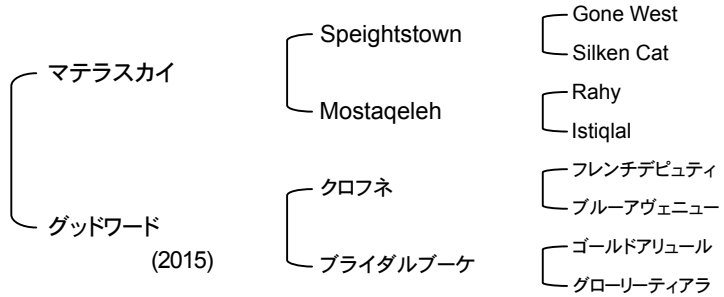 マテラスカイ
Speightstown
Gone West
Silken Cat
Mostaqeleh
Rahy
Istiqlal
グッドワード
(2015)
クロフネ
フレンチデピュティ
ブルーアヴェニュー
ブライダルブーケ
ゴールドアリュール
グローリーティアラ